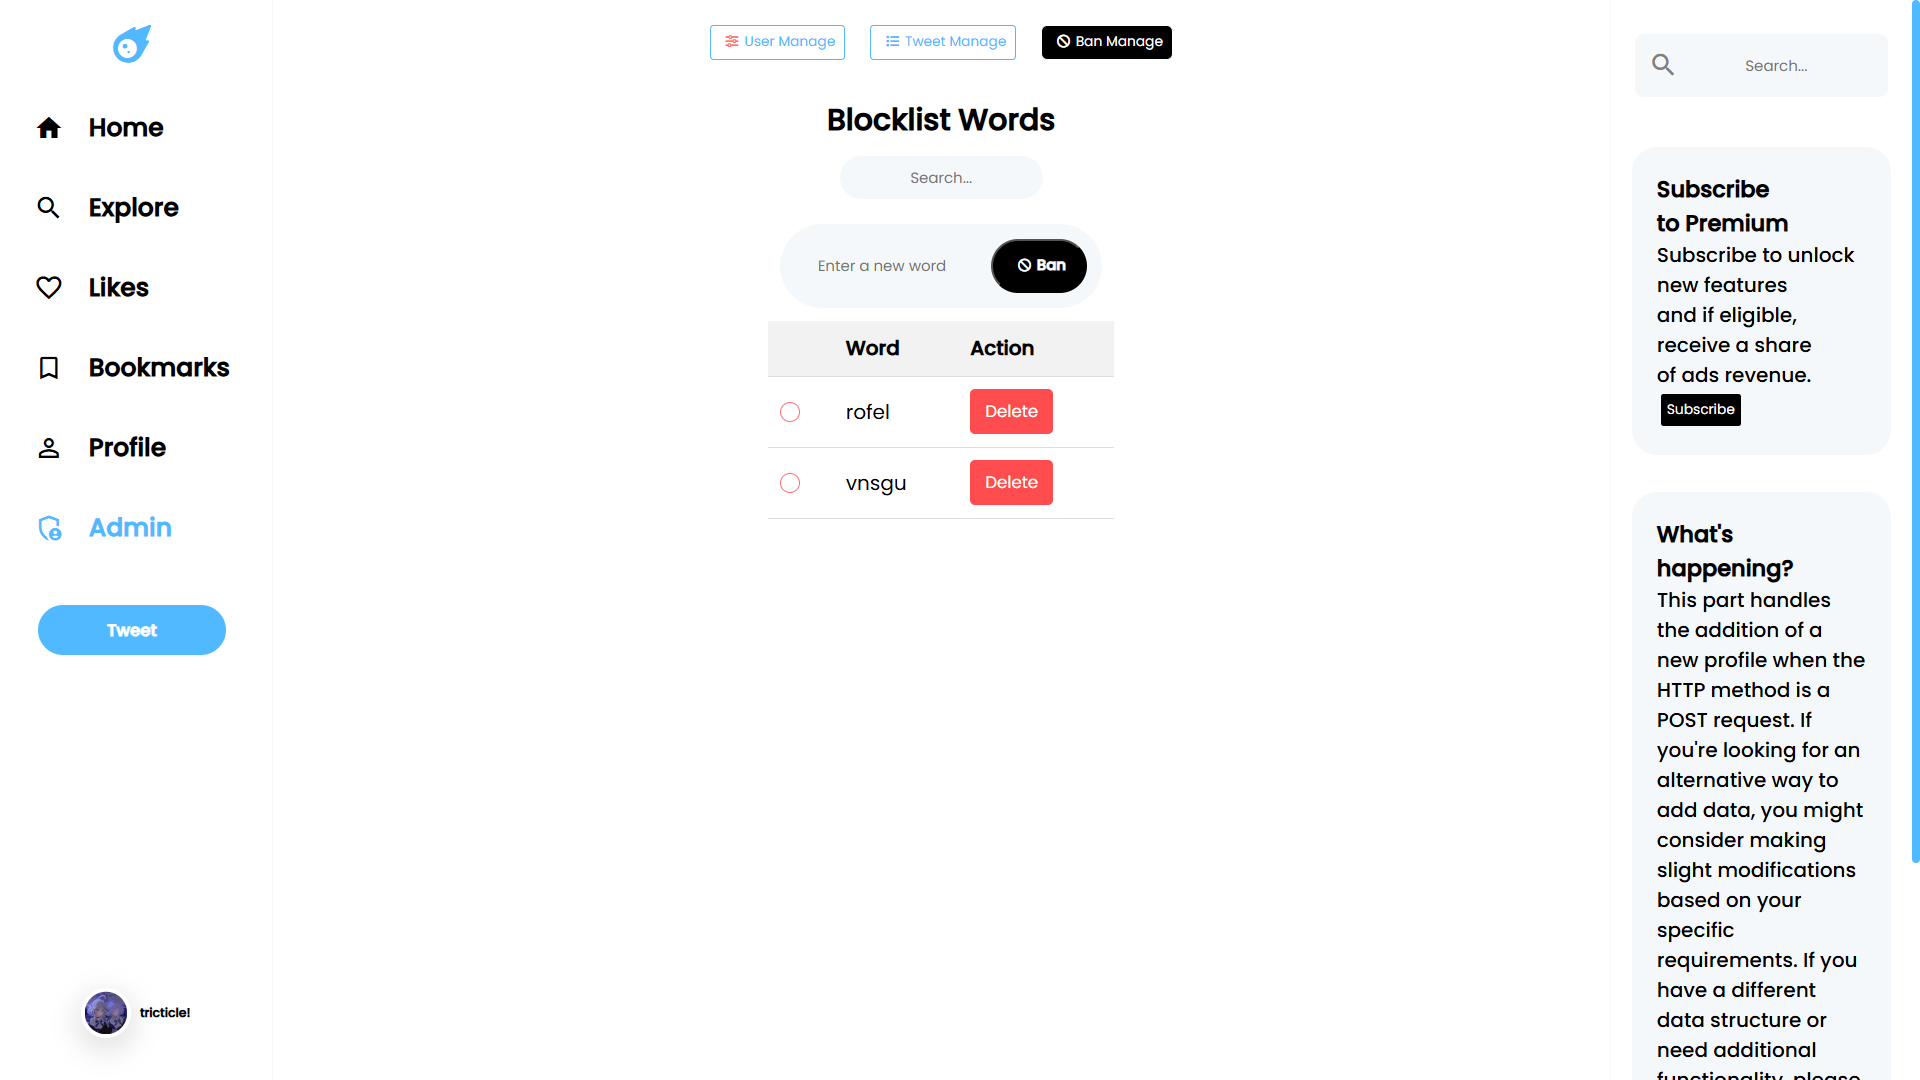 Home
Explore
Likes
Bookmarks
Profile
Admin
Tweet
tricticle!
User Manage
Tweet Manage
Ban Manage
Blocklist Words
Search...
Enter a new word
Ban
Word Action
rofel Delete
vnsgu Delete
Search...
Subscribe
to Premium
Subscribe to unlock
new features
and if eligible,
receive a share
of ads revenue.
Subscribe
What's
happening?
This part handles
the addition of a
new profile when the
HTTP method is a
POST request. If
you're looking for an
alternative way to
add data, you might
consider making
slight modifications
based on your
specific
requirements. If you
have a different
data structure or
need additional
functionality, please